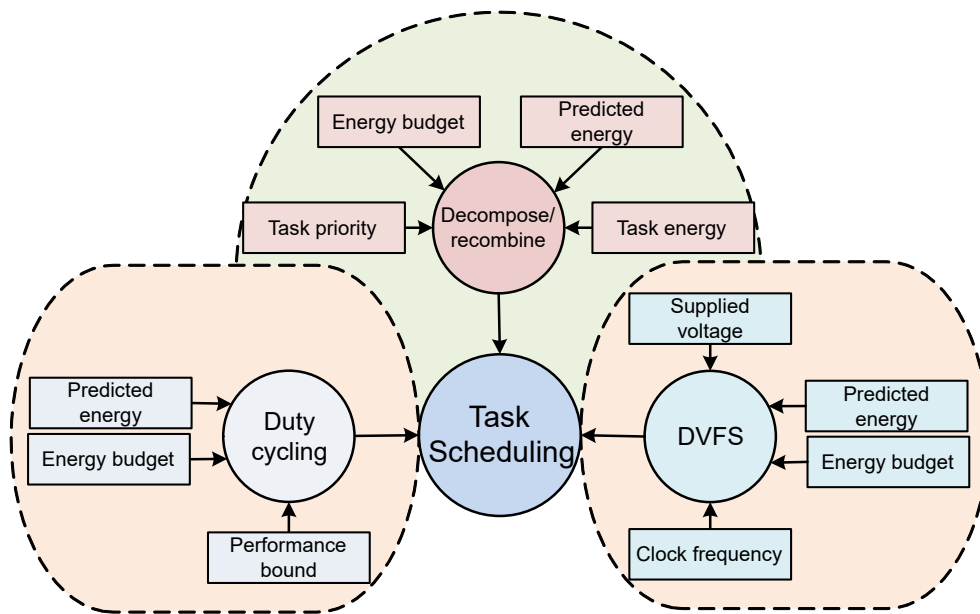 Energy budget
Predicted
energy
Task priority
Decompose/
recombine
Task energy
Supplied
voltage
Predicted
energy
Energy budget
Duty
cycling
Performance
bound
Task
Scheduling
DVFS
Predicted
energy
Energy budget
Clock frequency